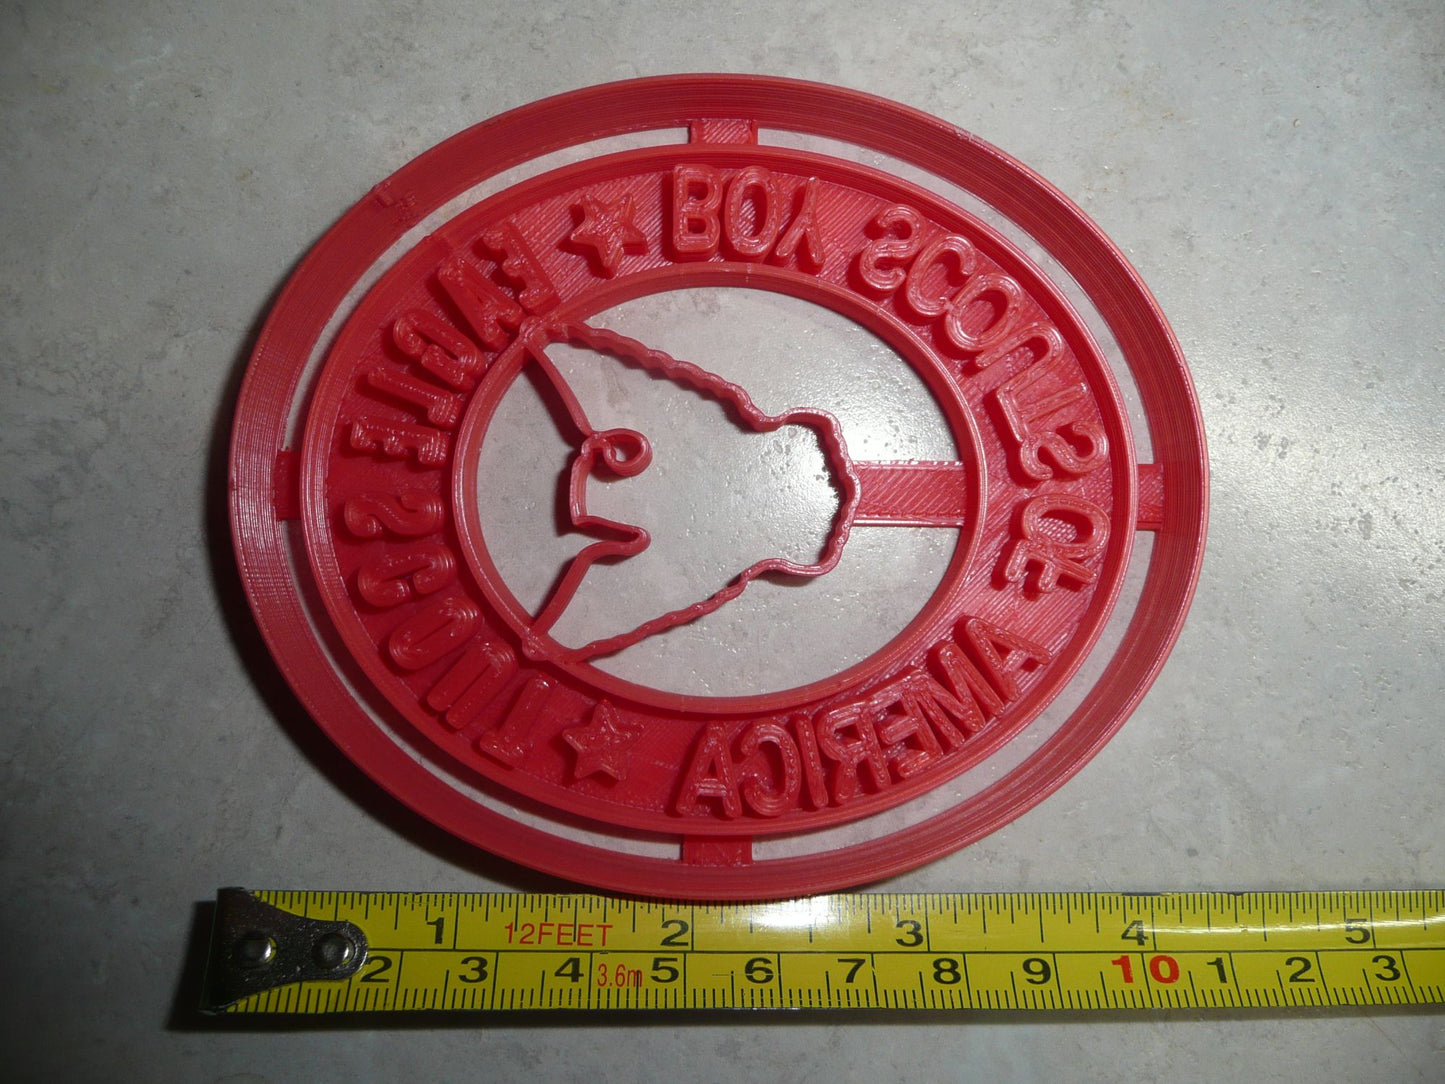 BOY SCOUTS OF AMERICA
EAGLE SCOUT
1 12FEET 2 3 4 5
2 3 4 3.6m 5 6 7 8 9 10 1 2 3